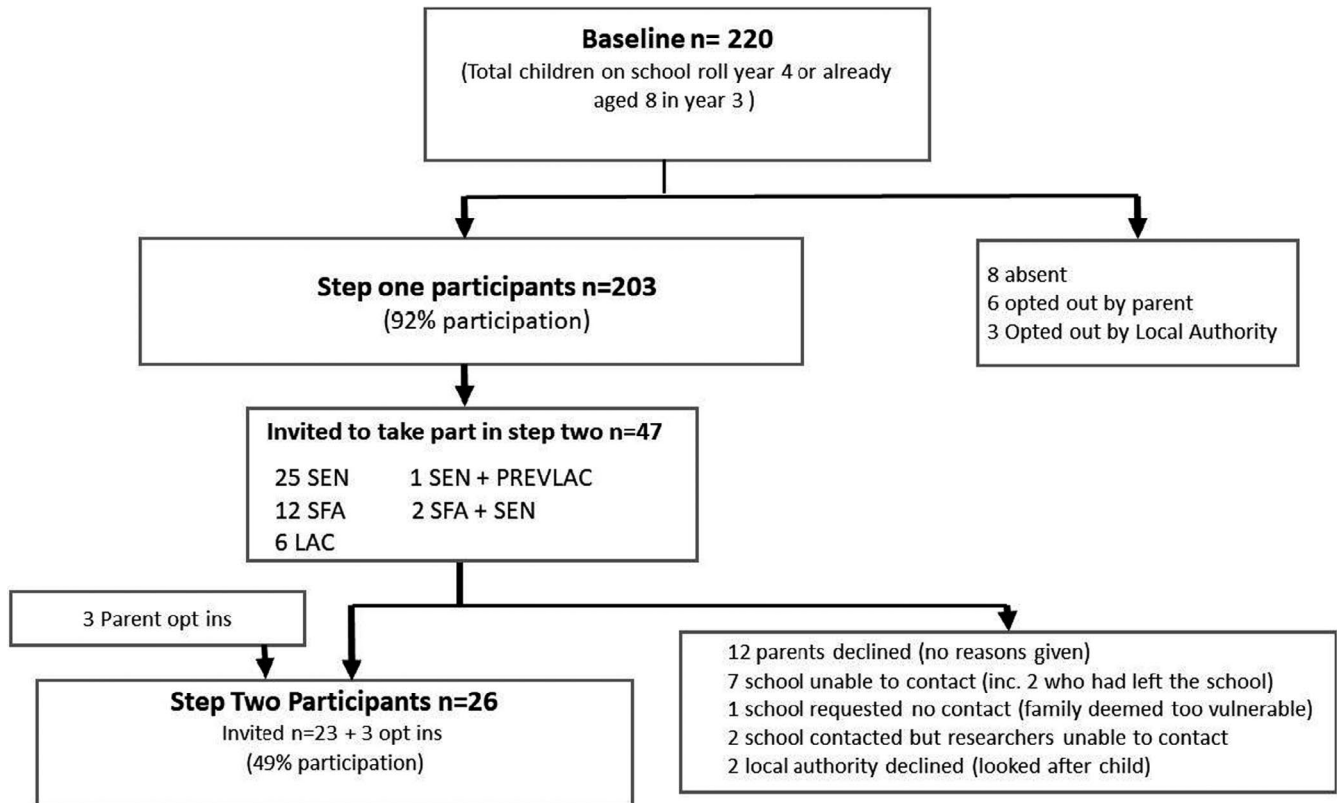 Baseline n= 220
(Total children on school roll year 4 or already
aged 8 in year 3 )
Step one participants n=203
(92% participation)
8 absent
6 opted out by parent
3 Opted out by Local Authority
Invited to take part in step two n=47
25 SEN 1 SEN + PREVLAC
12 SFA 2 SFA + SEN
6 LAC
3 Parent opt ins
Step Two Participants n=26
Invited n=23 + 3 opt ins
(49% participation)
12 parents declined (no reasons given)
7 school unable to contact (inc. 2 who had left the school)
1 school requested no contact (family deemed too vulnerable)
2 school contacted but researchers unable to contact
2 local authority declined (looked after child)